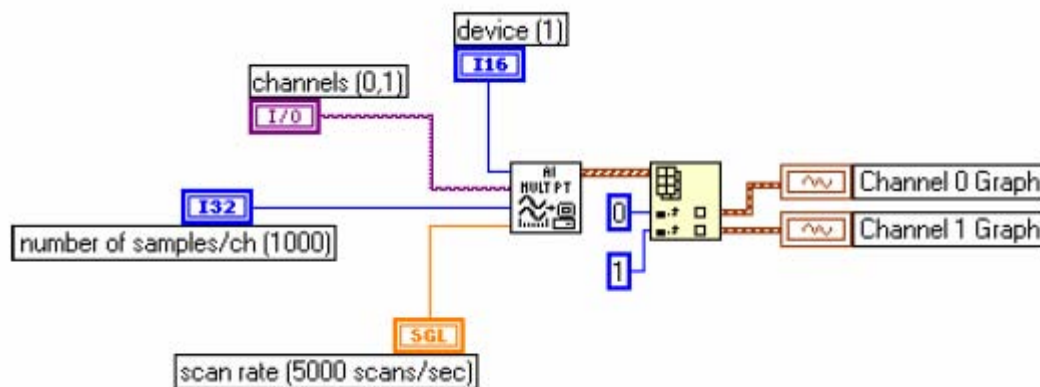 device (1)
I16
channels (0,1)
I/O
AI
MULT PT
I32
number of samples/ch (1000)
0
1
Channel 0 Graph
Channel 1 Graph
SGL
scan rate (5000 scans/sec)